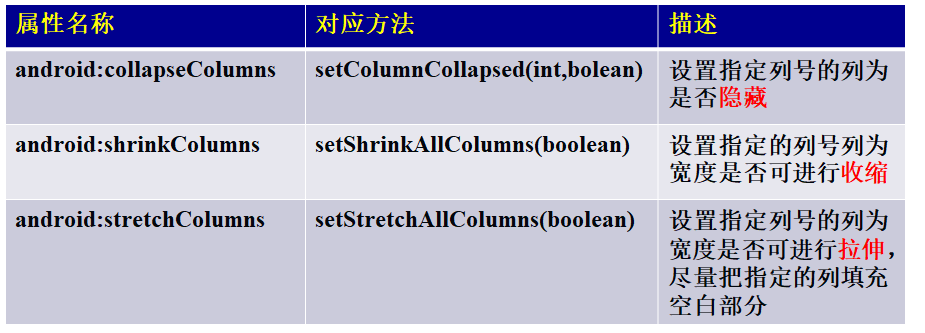 属性名称
对应方法
描述
android:collapseColumns
setColumnCollapsed(int,bolean)
设置指定列号的列为
是否隐藏
android:shrinkColumns
setShrinkAllColumns(boolean)
设置指定的列号列为
宽度是否可进行收缩
android:stretchColumns
setStretchAllColumns(boolean)
设置指定列号的列为
宽度是否可进行拉伸，
尽量把指定的列填充
空白部分